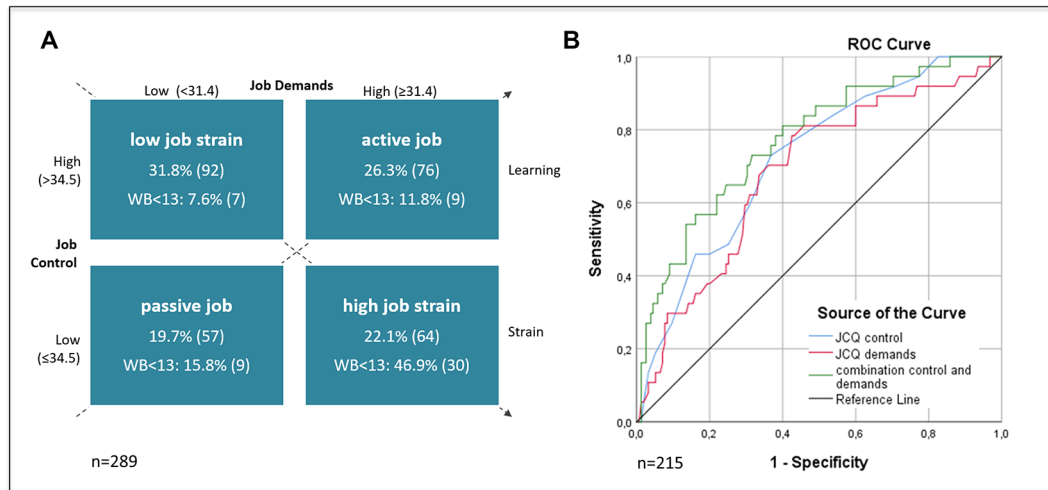 A
Job Demands
Low (<31.4)
High (≥31.4)
High
(>34.5)
low job strain
31.8% (92)
WB<13: 7.6% (7)
active job
26.3% (76)
WB<13: 11.8% (9)
Learning
Job
Control
Low
(≤34.5)
passive job
19.7% (57)
WB<13: 15.8% (9)
high job strain
22.1% (64)
WB<13: 46.9% (30)
Strain
n=289
B
ROC Curve
Sensitivity
1,0
0,8
0,6
0,4
0,2
0,0
Source of the Curve
JCQ control
JCQ demands
combination control and
demands
Reference Line
0,0
0,2
0,4
0,6
0,8
1,0
n=215
1 - Specificity